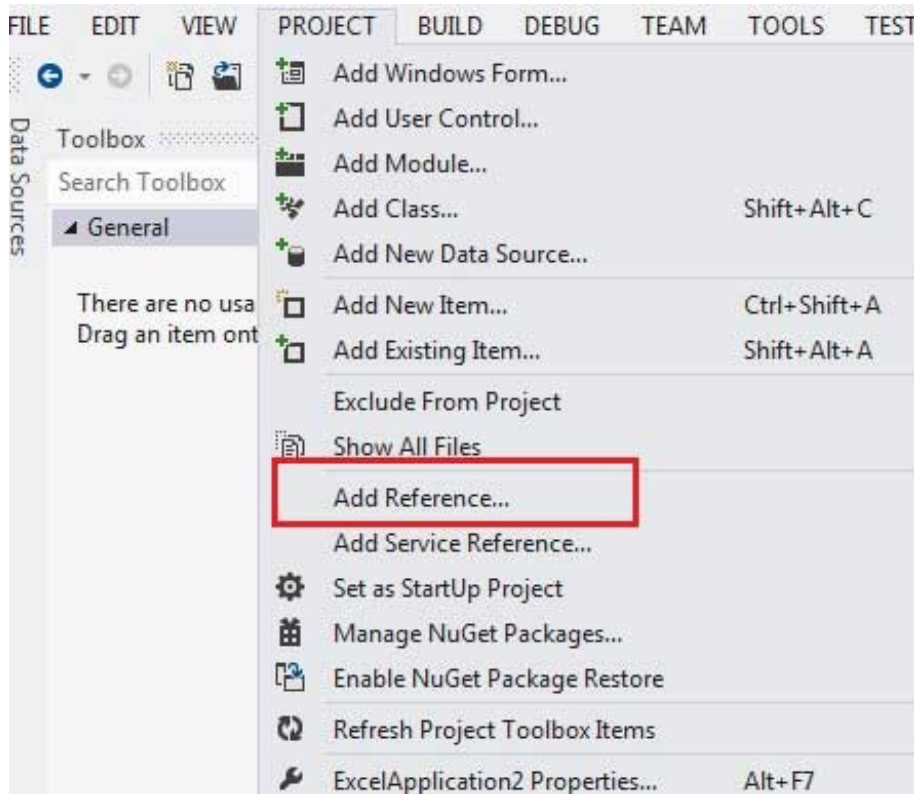 FILE EDIT VIEW PROJECT BUILD DEBUG TEAM TOOLS TEST
Data Sources
Toolbox
Search Toolbox
General
There are no usa
Drag an item ont
Add Windows Form...
Add User Control...
Add Module...
Add Class... Shift+Alt+C
Add New Data Source...
Add New Item... Ctrl+Shift+A
Add Existing Item... Shift+Alt+A
Exclude From Project
Show All Files
Add Reference...
Add Service Reference...
Set as StartUp Project
Manage NuGet Packages...
Enable NuGet Package Restore
Refresh Project Toolbox Items
ExcelApplication2 Properties... Alt+F7